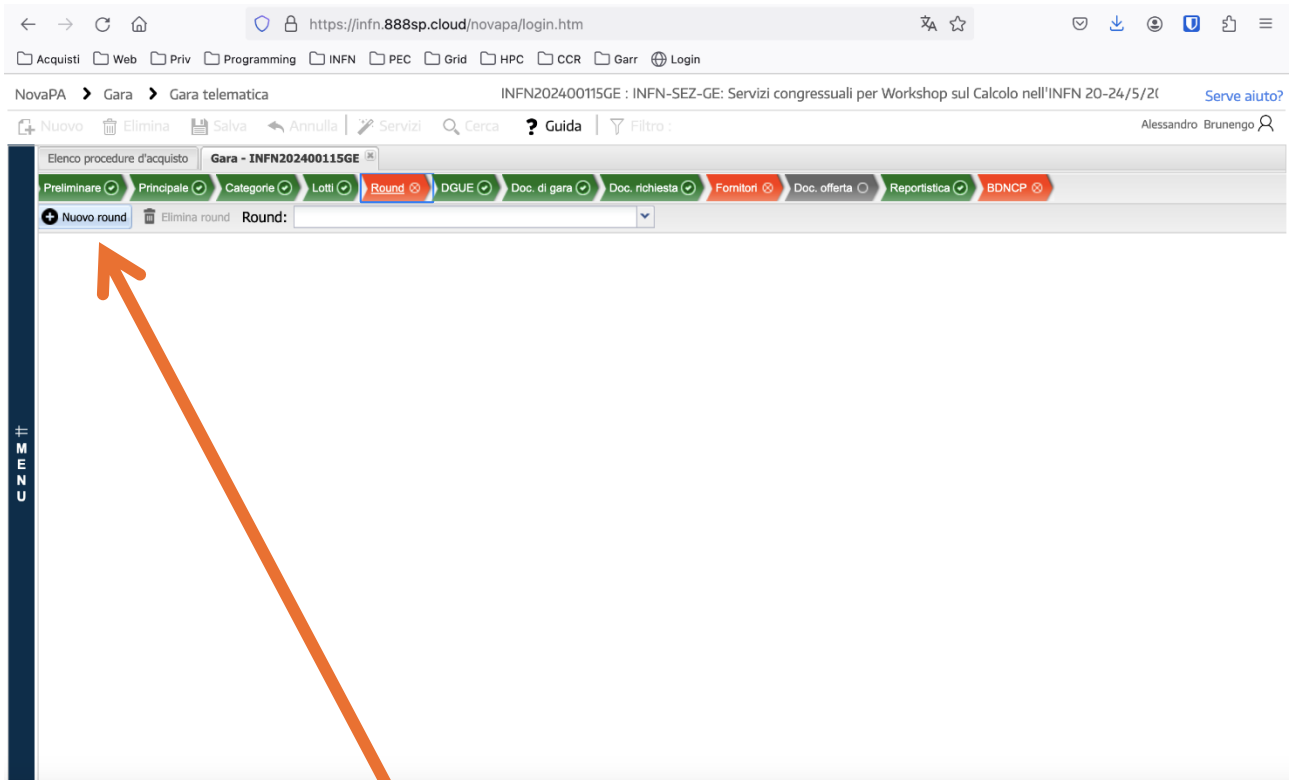 https://infn.888sp.cloud/novapa/login.htm
Acquisti Web Priv Programming INFN PEC Grid HPC CCR Garr Login
NovaPA Gara Gara telematica INFN202400115GE : INFN-SEZ-GE: Servizi congressuali per Workshop sul Calcolo nell'INFN 20-24/5/2( Serve aiuto?
Nuovo Elimina Salva Annulla Servizi Cerca ? Guida Filtro : Alessandro Brunengo
Elenco procedure d'acquisto Gara - INFN202400115GE
Preliminare Principale Categorie Lotti Round DGUE Doc. di gara Doc. richiesta Fornitori Doc. offerta Reportistica BDNCP
Nuovo round Elimina round Round:
MENU